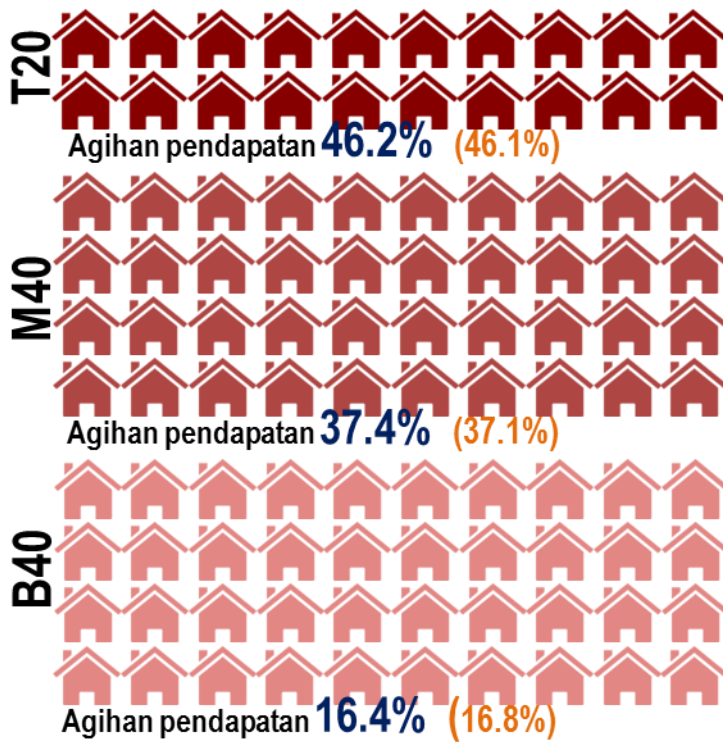 T20
Agihan pendapatan 46.2% (46.1%)
M40
Agihan pendapatan 37.4% (37.1%)
B40
Agihan pendapatan 16.4% (16.8%)